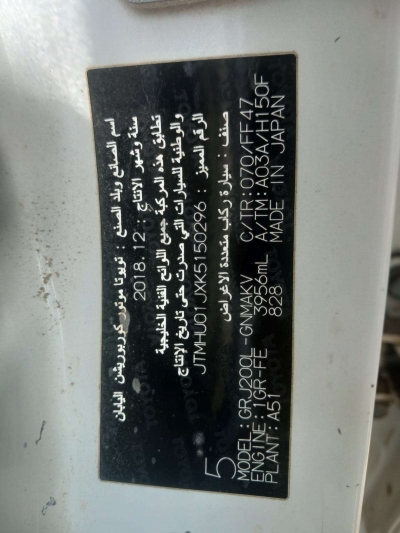 اسم الصانع وبلد الصنع : تويوتا موتور كوربوريشن اليابان
سنة وشهر الانتاج : 2018.12
تطابق هذه المركبة جميع اللوائح الفنية الخليجية
والوطنية للسيارات التي صدرت حتى تاريخ الإنتاج
الرقم المميز : JTMHU01JXK5150296
صنف : سيارة ركاب متعددة الاغراض
5
MODEL: GRJ200L -GNMAKV C/TR: 070/FF47
ENGINE: 1GR-FE 3956mL A/TM: A03A/H150F
PLANT: A51 828 MADE IN JAPAN